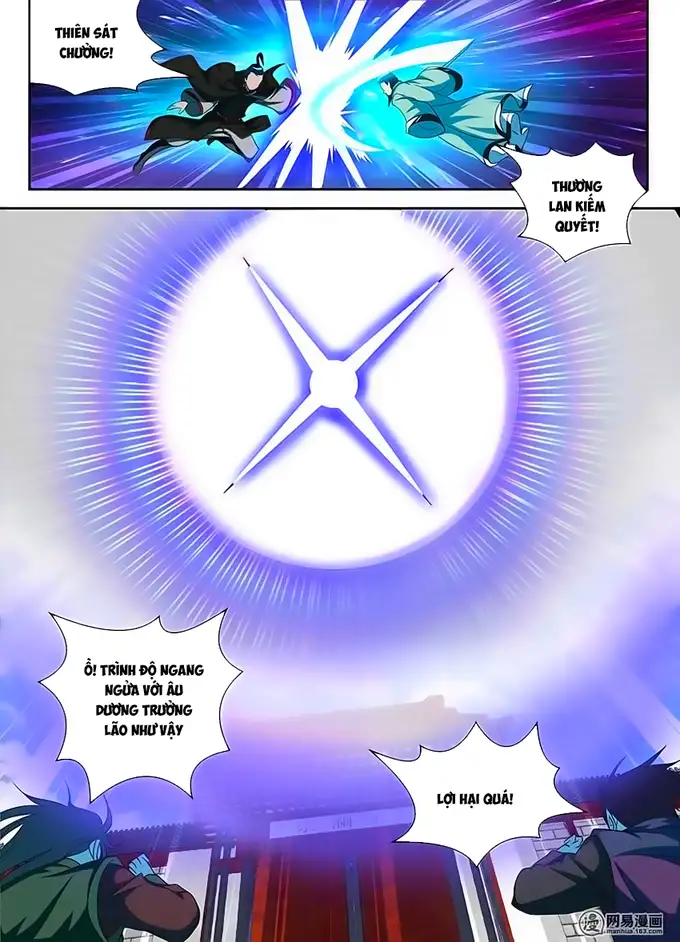 THIÊN SÁT
CHƯỞNG!
THƯƠNG
LAN KIẾM
QUYẾT!
Ồ! TRÌNH ĐỘ NGANG
NGỬA VỚI ÂU
DƯƠNG TRƯỞNG
LÃO NHƯ VẬY
LỢI HẠI QUÁ!
网易漫画
manhua.163.com